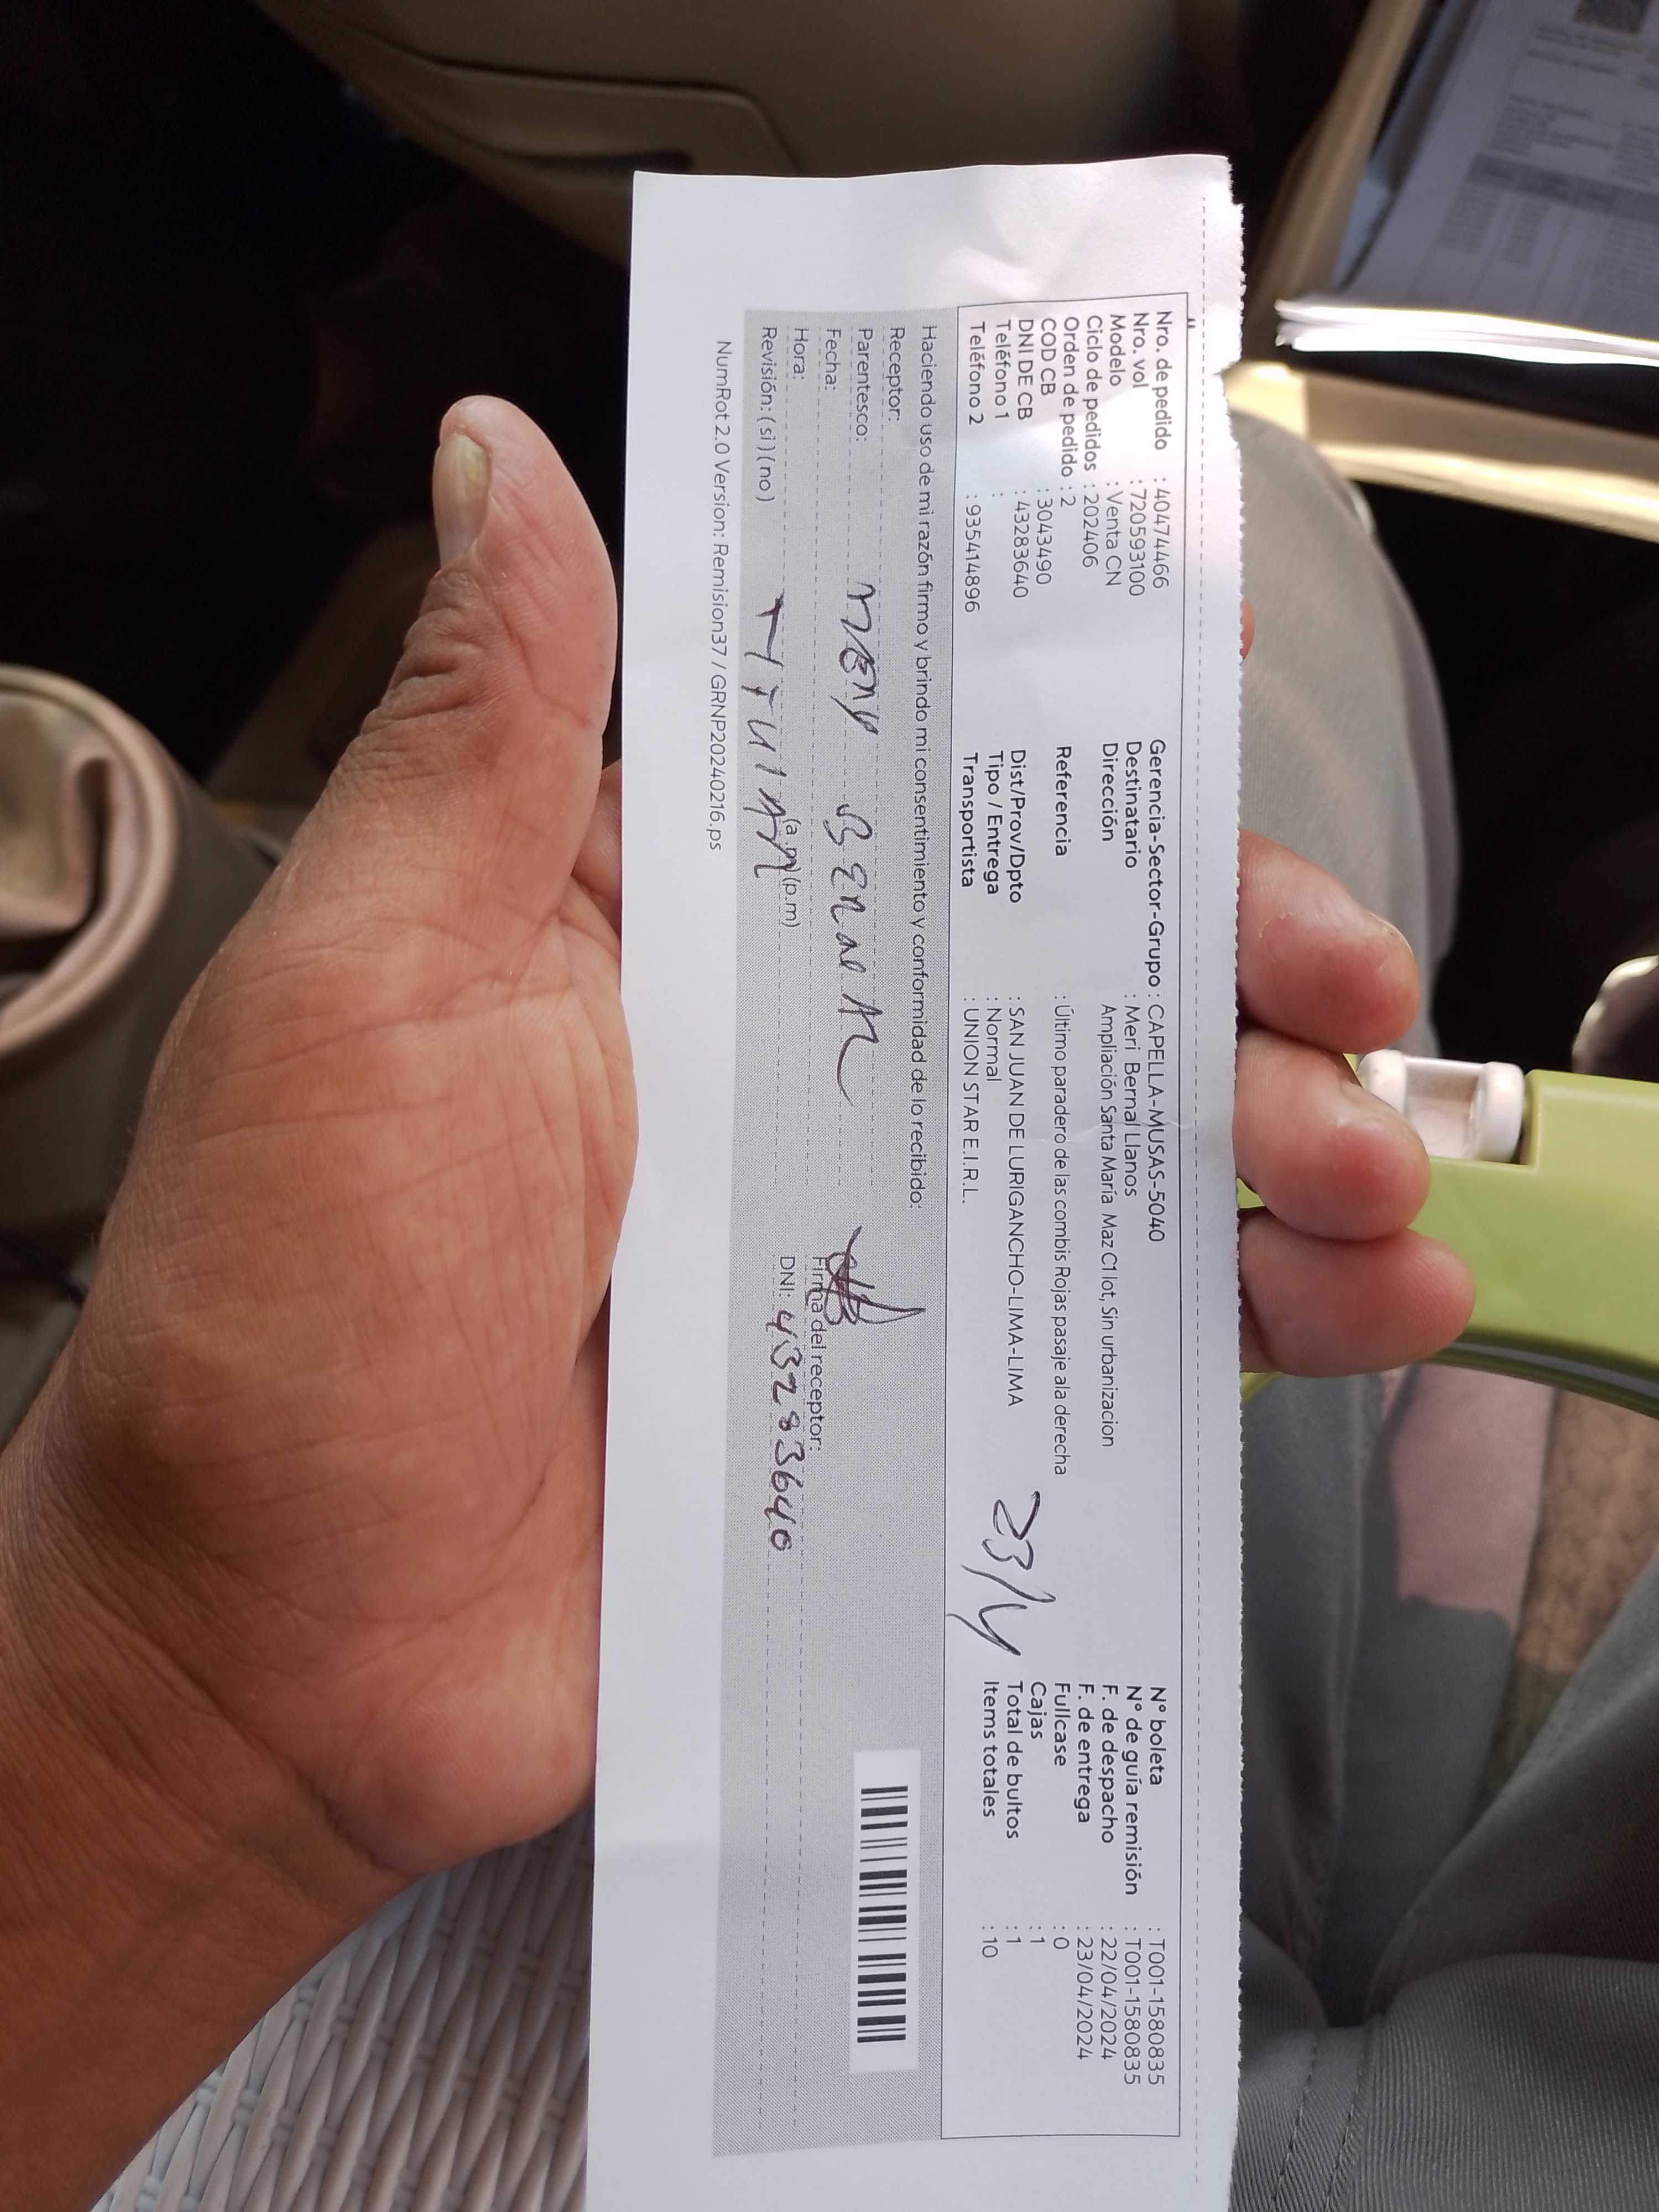 Nro. de pedido : 40474466
Nro. vol : 720593100
Modelo : Venta CN
Ciclo de pedidos : 202406
Orden de pedido : 2
COD CB : 3043490
DNI DE CB : 43283640
Teléfono 1 :
Teléfono 2 : 935414896
Gerencia-Sector-Grupo : CAPELLA-MUSAS-5040
Destinatario : Meri Bernal Llanos
Dirección Ampliación Santa María Maz C1 lot, Sin urbanizacion
Referencia : Último paradero de las combis Rojas pasaje ala derecha
Dist/Prov/Dpto : SAN JUAN DE LURIGANCHO-LIMA-LIMA
Tipo / Entrega : Normal
Transportista : UNION STAR E.I.R.L.
23/4
N° boleta : T001-1580835
N° de guía remisión : T001-1580835
F. de despacho : 22/04/2024
F. de entrega : 23/04/2024
Fullcase : 0
Cajas : 1
Total de bultos : 1
Items totales : 10
Haciendo uso de mi razón firmo y brindo mi consentimiento y conformidad de lo recibido:
Receptor:
Parentesco:
Fecha:
Hora: (a.m) (p.m)
Revisión: (si) (no)
Firma del receptor:
DNI: 43283640
NumRot 2.0 Version: Remision37 / GRNP20240216.ps